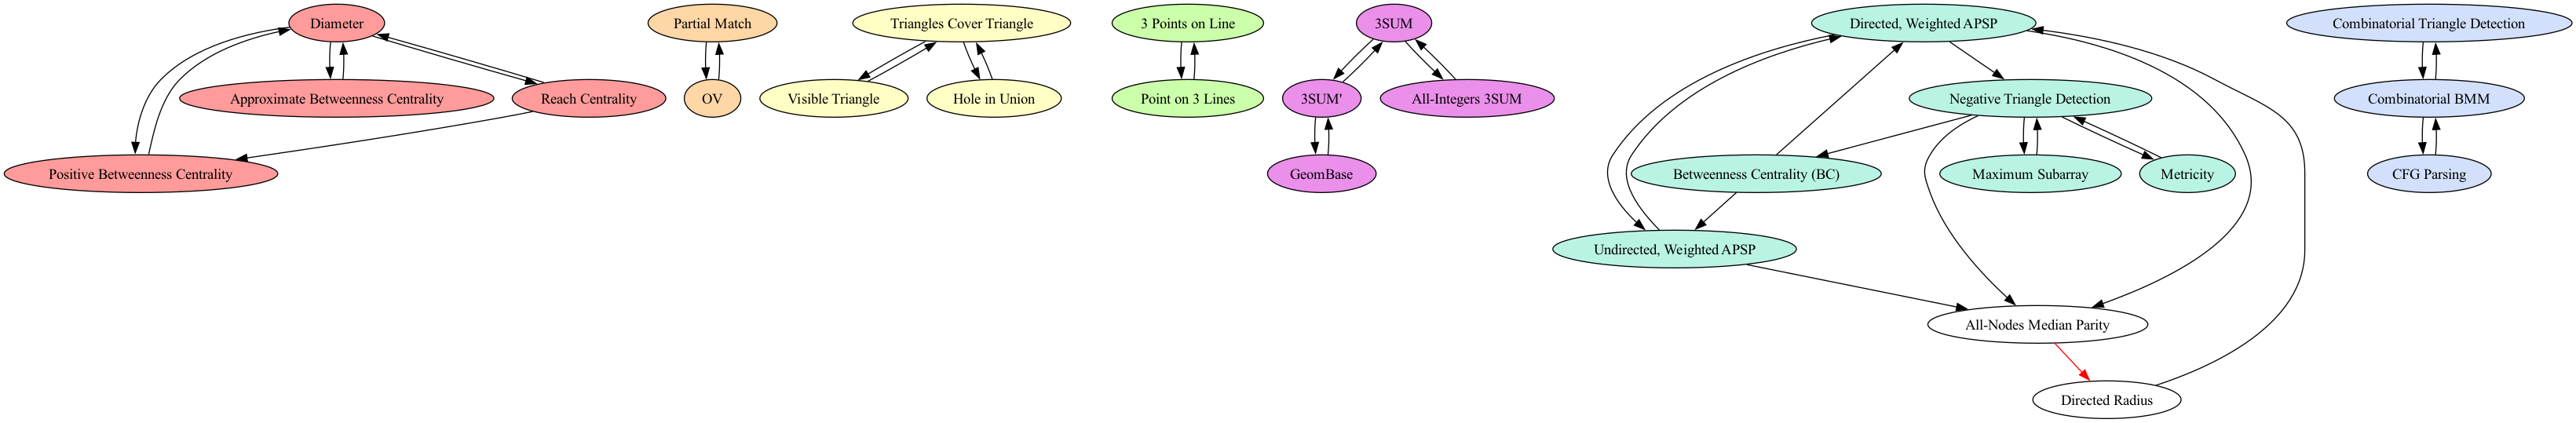 Diameter
Partial Match
Triangles Cover Triangle
3 Points on Line
3SUM
Directed, Weighted APSP
Combinatorial Triangle Detection
Approximate Betweenness Centrality
Reach Centrality
OV
Visible Triangle
Hole in Union
Point on 3 Lines
3SUM'
All-Integers 3SUM
Negative Triangle Detection
Combinatorial BMM
Positive Betweenness Centrality
GeomBase
Betweenness Centrality (BC)
Maximum Subarray
Metricity
CFG Parsing
Undirected, Weighted APSP
All-Nodes Median Parity
Directed Radius